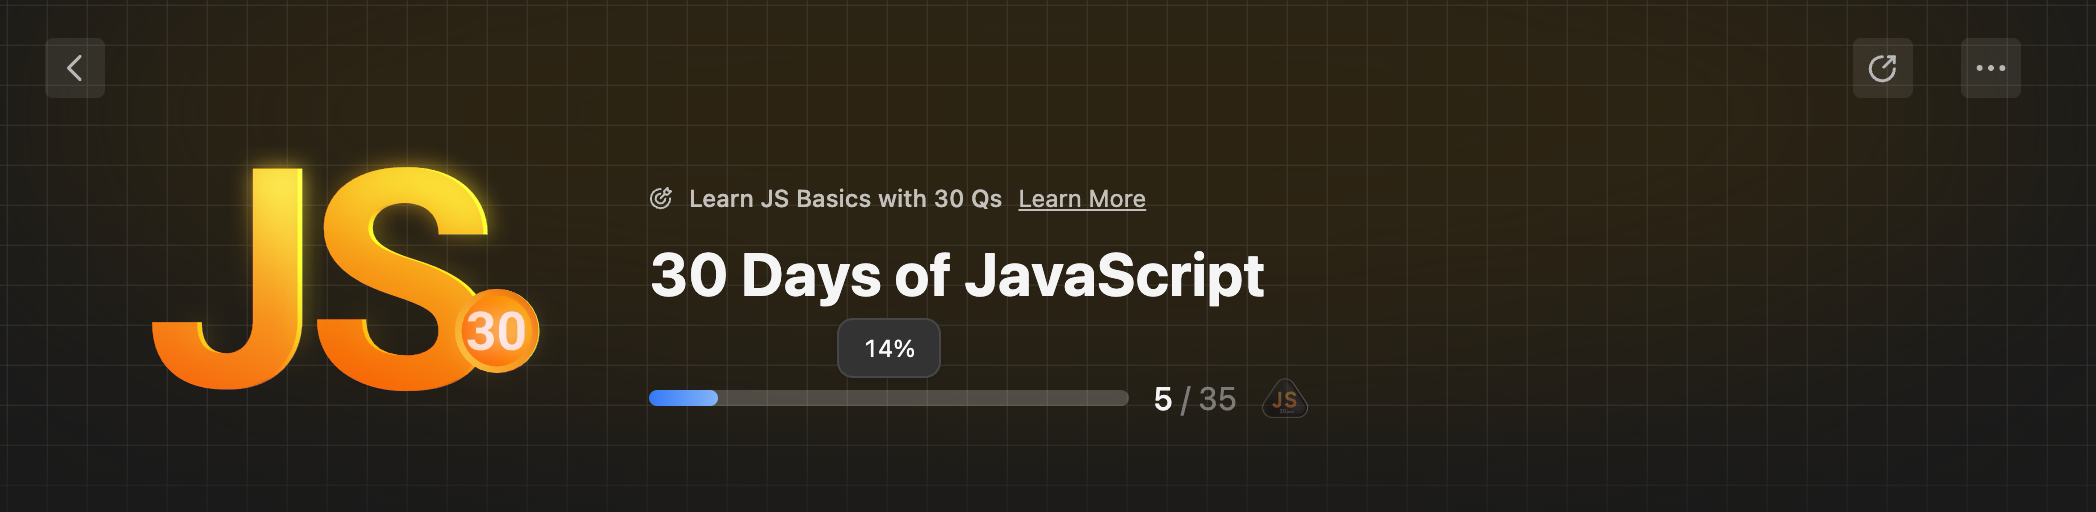 JS
30
Learn JS Basics with 30 Qs Learn More
30 Days of JavaScript
14%
5 / 35
JS